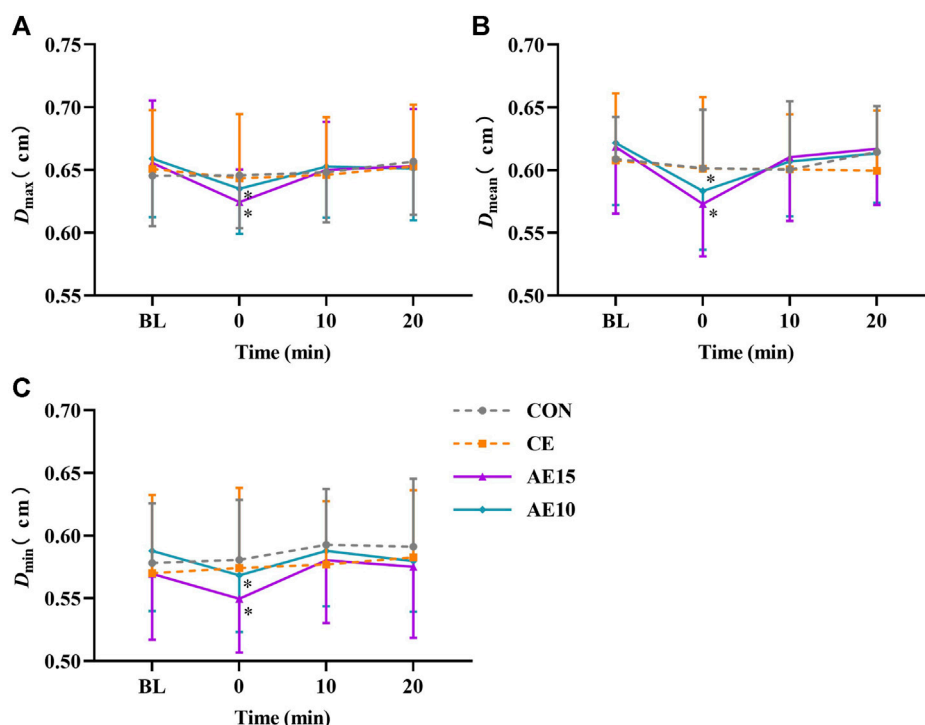 A
0.75
0.70
0.65
0.60
0.55
Dmax( cm)
*
*
BL 0 10 20
Time (min)
B
0.70
0.65
0.60
0.55
0.50
Dmean( cm)
*
*
BL 0 10 20
Time (min)
C
0.70
0.65
0.60
0.55
0.50
Dmin( cm)
*
*
BL 0 10 20
Time (min)
CON
CE
AE15
AE10